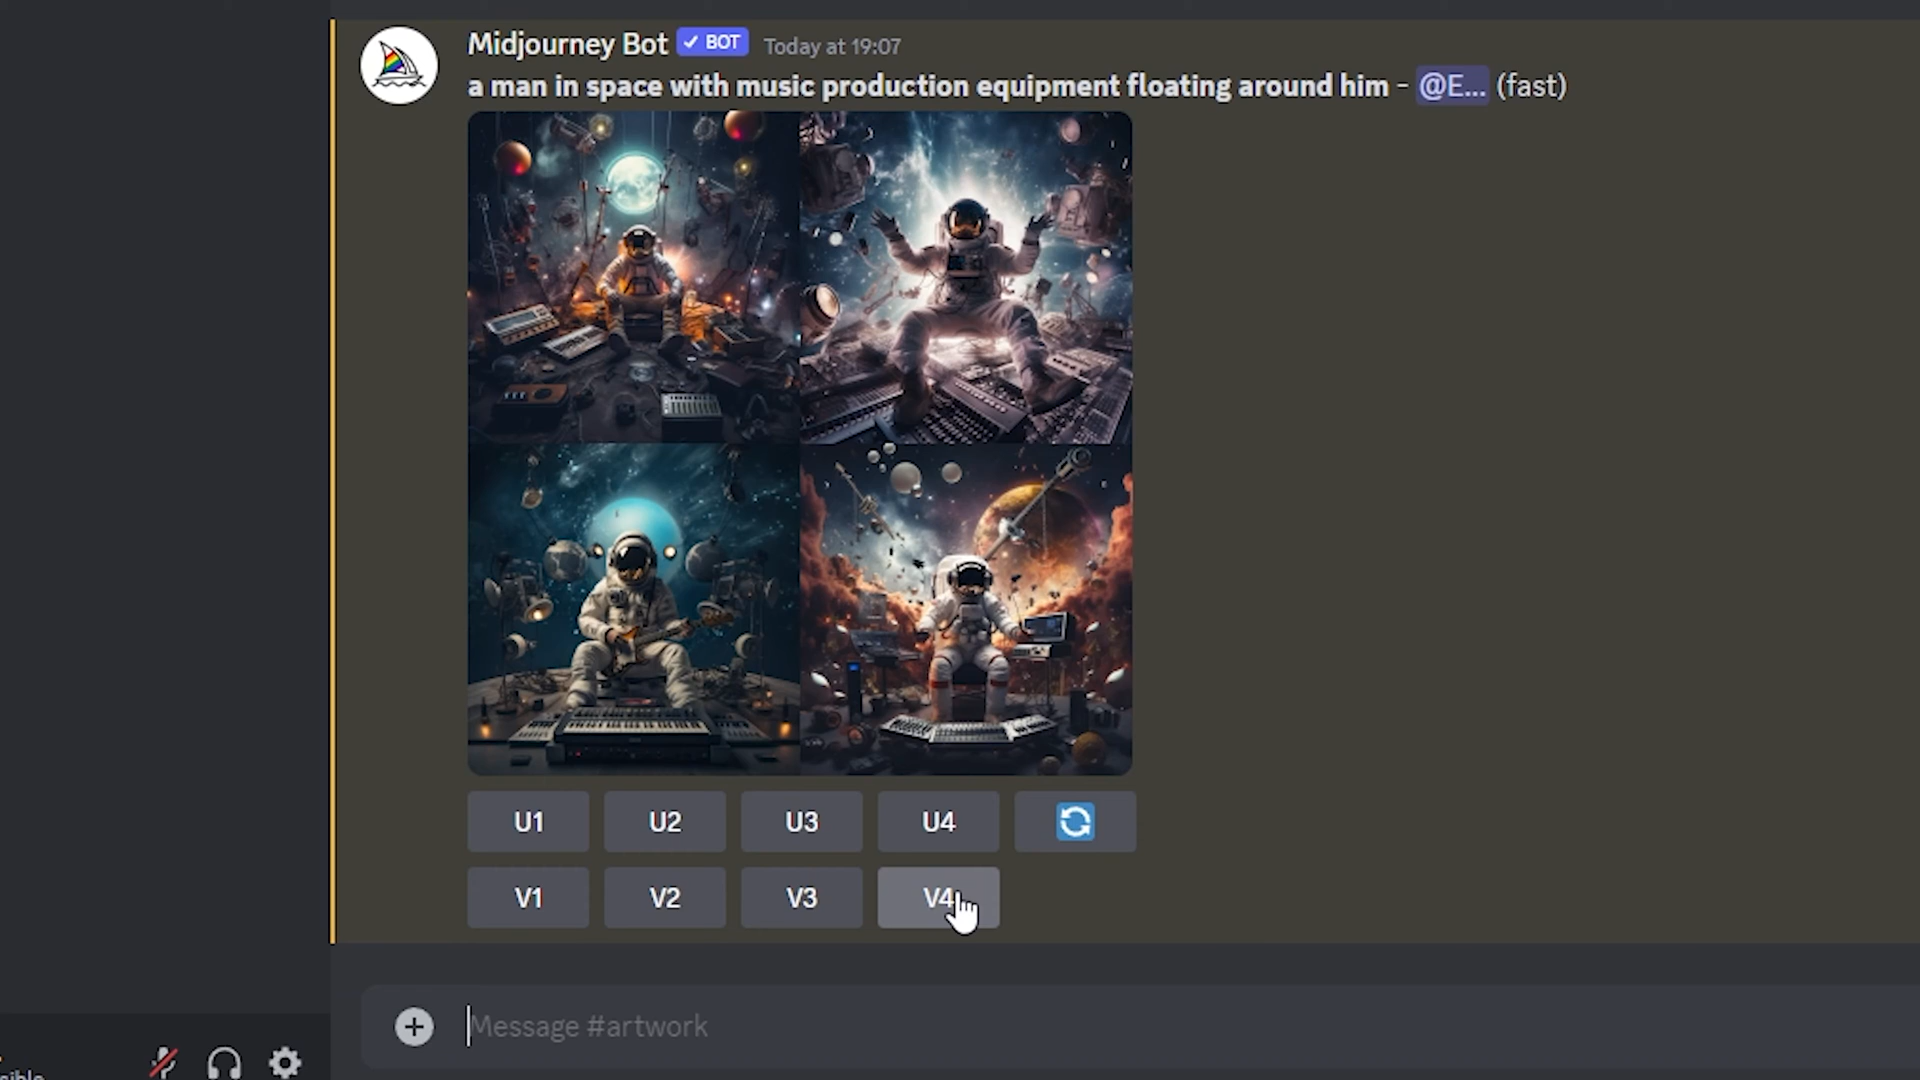 Midjourney Bot ✓ BOT Today at 19:07
a man in space with music production equipment floating around him - @E... (fast)
U1 U2 U3 U4
V1 V2 V3 V4
Message #artwork